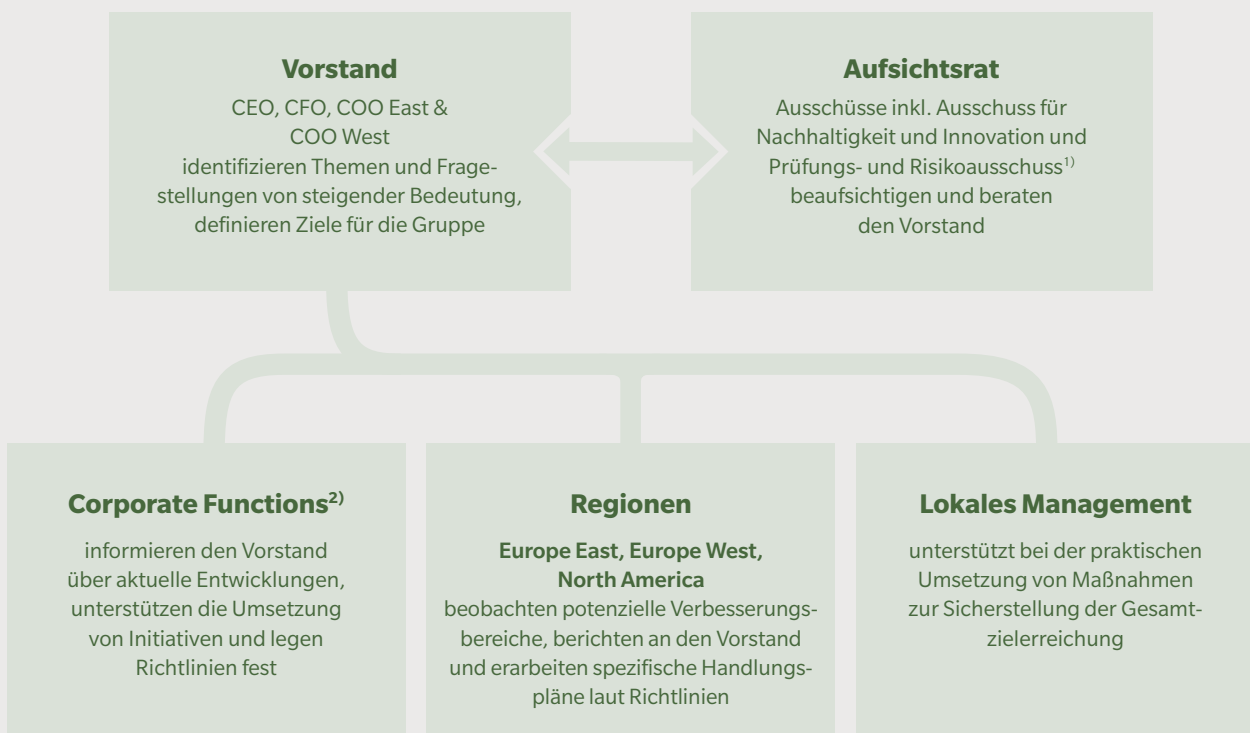 Vorstand
CEO, CFO, COO East &
COO West
identifizieren Themen und Frage-
stellungen von steigender Bedeutung,
definieren Ziele für die Gruppe
Aufsichtsrat
Ausschüsse inkl. Ausschuss für
Nachhaltigkeit und Innovation und
Prüfungs- und Risikoausschuss¹⁾
beaufsichtigen und beraten
den Vorstand
Corporate Functions²⁾
informieren den Vorstand
über aktuelle Entwicklungen,
unterstützen die Umsetzung
von Initiativen und legen
Richtlinien fest
Regionen
Europe East, Europe West,
North America
beobachten potenzielle Verbesserungs-
bereiche, berichten an den Vorstand
und erarbeiten spezifische Handlungs-
pläne laut Richtlinien
Lokales Management
unterstützt bei der praktischen
Umsetzung von Maßnahmen
zur Sicherstellung der Gesamt-
zielerreichung